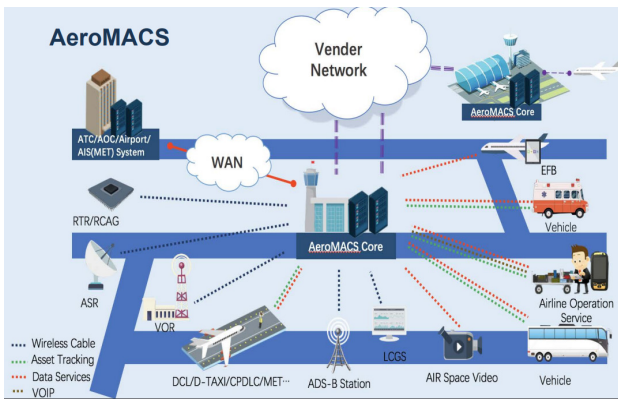 AeroMACS
Vender
Network
AeroMACS Core
ATC/AOC/Airport/
AIS(MET) System
WAN
EFB
RTR/RCAG
Vehicle
AeroMACS Core
ASR
VOR
Airline Operation
Service
Wireless Cable
Asset Tracking
Data Services
VOIP
DCL/D-TAXI/CPDLC/MET···
ADS-B Station
LCGS
AIR Space Video
Vehicle